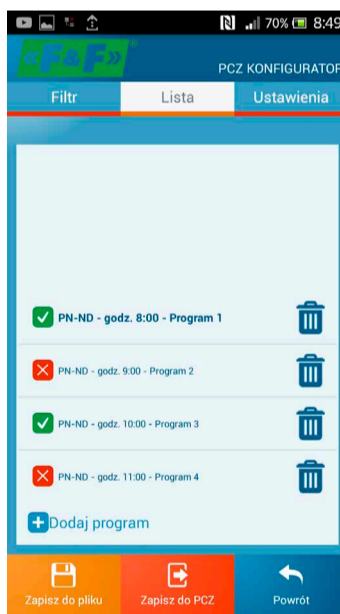 70% 8:49
«F&F»®
PCZ KONFIGURATOR
Filtr Lista Ustawienia
PN-ND - godz. 8:00 - Program 1
PN-ND - godz. 9:00 - Program 2
PN-ND - godz. 10:00 - Program 3
PN-ND - godz. 11:00 - Program 4
Dodaj program
Zapisz do pliku Zapisz do PCZ Powrót